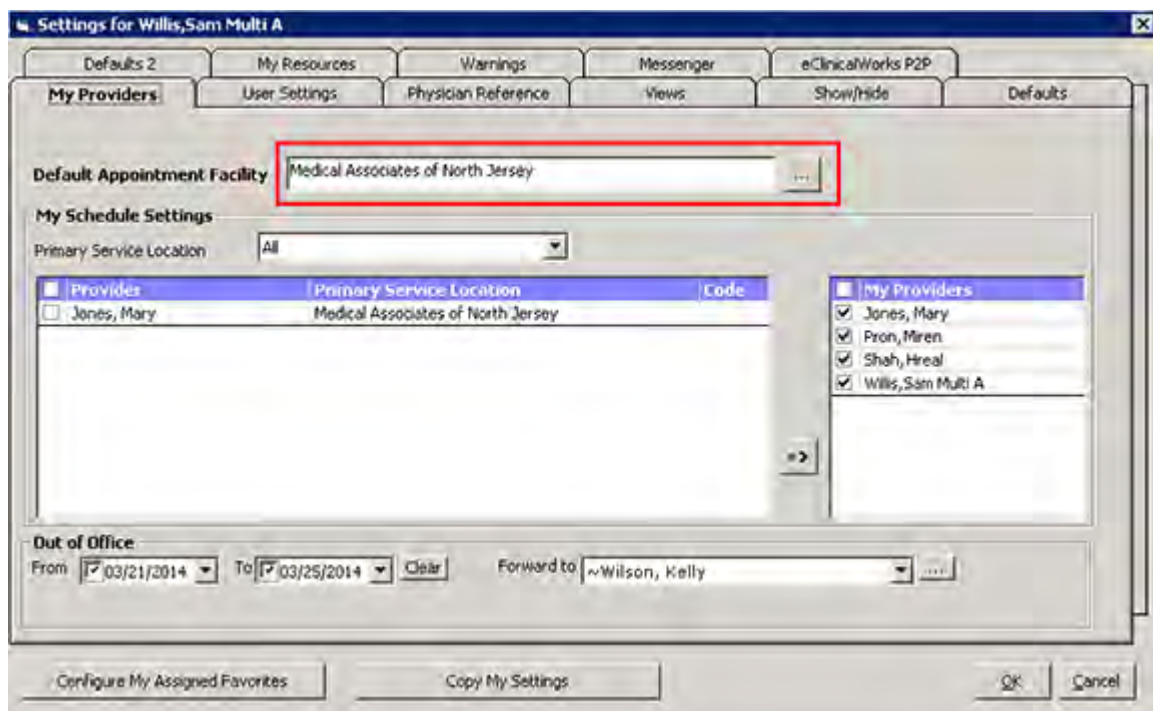 Settings for Willis,Sam Multi A
Defaults 2 My Resources Warnings Messenger eClinicalWorks P2P
My Providers User Settings Physician Reference Views Show/Hide Defaults
Default Appointment Facility Medical Associates of North Jersey ...
My Schedule Settings
Primary Service Location All
Provider Primary Service Location Code
Jones, Mary Medical Associates of North Jersey
My Providers
Jones, Mary
Pron,Miren
Shah,Hreal
Willis,Sam Multi A
=>
Out of Office
From 03/21/2014 To 03/25/2014 Clear Forward to ~Wilson, Kelly ....
Configure My Assigned Favorites Copy My Settings OK Cancel